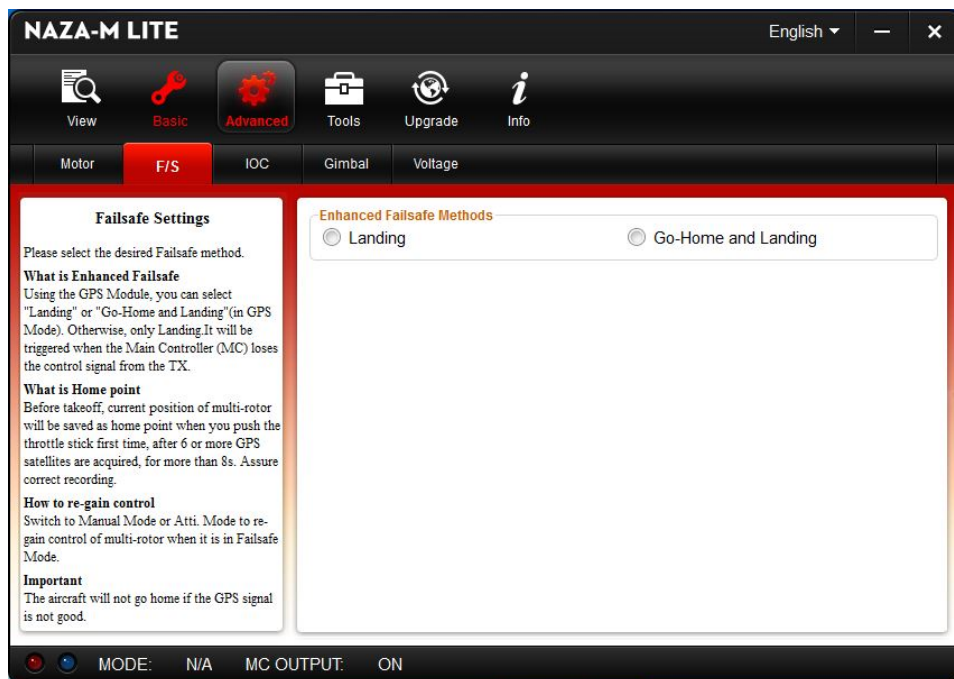 NAZA-M LITE
English
View
Basic
Advanced
Tools
Upgrade
Info
Motor
F/S
IOC
Gimbal
Voltage
Failsafe Settings
Please select the desired Failsafe method.
What is Enhanced Failsafe
Using the GPS Module, you can select
"Landing" or "Go-Home and Landing"(in GPS
Mode). Otherwise, only Landing.It will be
triggered when the Main Controller (MC) loses
the control signal from the TX.
What is Home point
Before takeoff, current position of multi-rotor
will be saved as home point when you push the
throttle stick first time, after 6 or more GPS
satellites are acquired, for more than 8s. Assure
correct recording.
How to re-gain control
Switch to Manual Mode or Atti. Mode to re-
gain control of multi-rotor when it is in Failsafe
Mode.
Important
The aircraft will not go home if the GPS signal
is not good.
Enhanced Failsafe Methods
Landing
Go-Home and Landing
MODE: N/A MC OUTPUT: ON